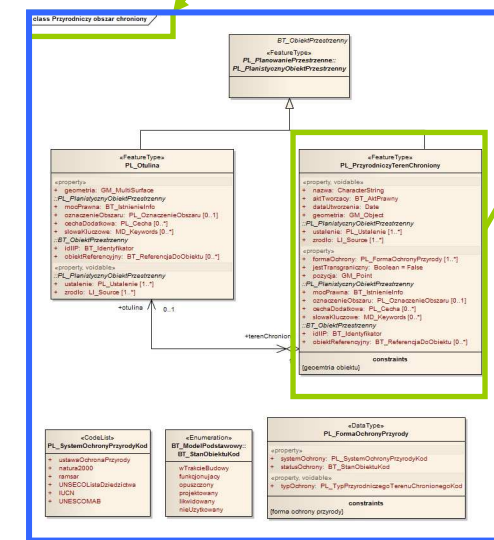 class Przyrodniczy obszar chroniony
BT_ObiektPrzestrzenny
«FeatureType»
PL_PlanowaniePrzestrzenne::
PL_PlanistycznyObiektPrzestrzenny
«FeatureType»
PL_Otulina
«property»
+ geometria: GM_MultiSurface
::PL_PlanistycznyObiektPrzestrzenny
+ mocPrawna: BT_IstnienieInfo
+ oznaczenieObszaru: PL_OznaczenieObszaru [0..1]
+ cechaDodatkowa: PL_Cecha [0..*]
+ slowaKluczowe: MD_Keywords [0..*]
::BT_ObiektPrzestrzenny
+ idIIP: BT_Identyfikator
+ obiektReferencyjny: BT_ReferencjaDoObiektu [0..*]
«property, voidable»
::PL_PlanistycznyObiektPrzestrzenny
+ ustalenie: PL_Ustalenie [1..*]
+ zrodlo: LI_Source [1..*]
«FeatureType»
PL_PrzyrodniczyTerenChroniony
«property, voidable»
+ nazwa: CharacterString
+ aktTworzacy: BT_AktPrawny
+ dataUtworzenia: Date
+ geometria: GM_Object
::PL_PlanistycznyObiektPrzestrzenny
+ ustalenie: PL_Ustalenie [1..*]
+ zrodlo: LI_Source [1..*]
«property»
+ formaOchrony: PL_FormaOchronyPrzyrody [1..*]
+ jestTransgraniczny: Boolean = False
+ pozycja: GM_Point
::PL_PlanistycznyObiektPrzestrzenny
+ mocPrawna: BT_IstnienieInfo
+ oznaczenieObszaru: PL_OznaczenieObszaru [0..1]
+ cechaDodatkowa: PL_Cecha [0..*]
+ slowaKluczowe: MD_Keywords [0..*]
::BT_ObiektPrzestrzenny
+ idIIP: BT_Identyfikator
+ obiektReferencyjny: BT_ReferencjaDoObiektu [0..*]
constraints
{geoemtria obiektu}
+otulina
0..1
+terenChronion
«CodeList»
PL_SystemOchronyPrzyrodyKod
+ ustawaOchronaPrzyrody
+ natura2000
+ ramsar
+ UNSECOListaDziedzictwa
+ IUCN
+ UNESCOMAB
«Enumeration»
BT_ModelPodstawowy::
BT_StanObiektuKod
wTrakcieBudowy
funkcjonujacy
opuszczony
projektowany
likwidowany
nieUzytkowany
«DataType»
PL_FormaOchronyPrzyrody
«property»
+ systemOchrony: PL_SystemOchronyPrzyrodyKod
+ statusOchrony: BT_StanObiektuKod
«property, voidable»
+ typOchrony: PL_TypPrzyrodniczegoTerenuChronionegoKod
constraints
{forma ochrony przyrody}